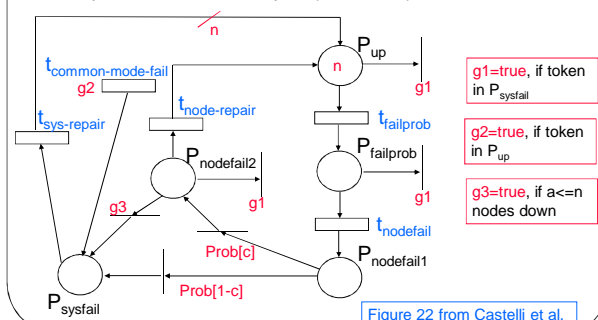 n
P_up
t_common-mode-fail
g2
n
g1
g1=true, if token
in P_sysfail
t_sys-repair
t_node-repair
t_failprob
g2=true, if token
in P_up
P_nodefail2
P_failprob
g1
g1
g3=true, if a<=n
nodes down
g3
t_nodefail
Prob[c]
P_nodefail1
P_sysfail
Prob[1-c]
Figure 22 from Castelli et al.